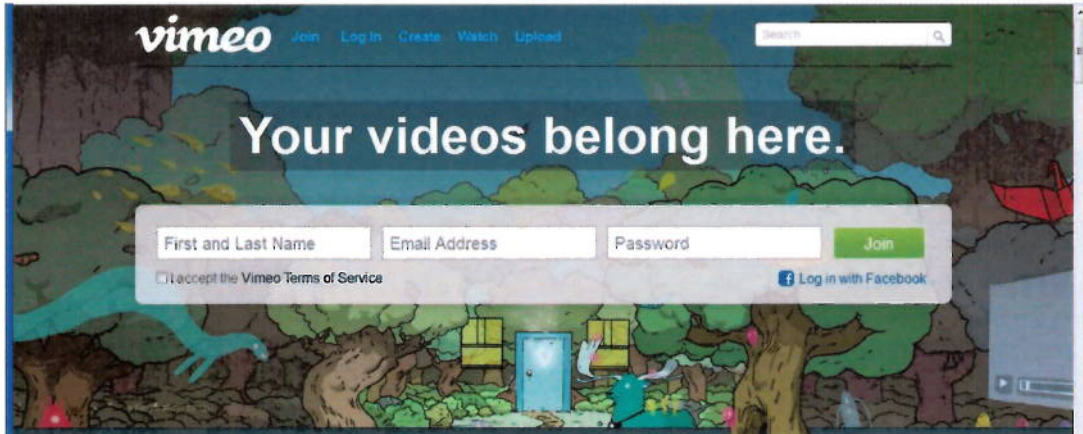 vimeo Join Log In Create Watch Upload Search
Your videos belong here.
First and Last Name Email Address Password Join
I accept the Vimeo Terms of Service Log in with Facebook